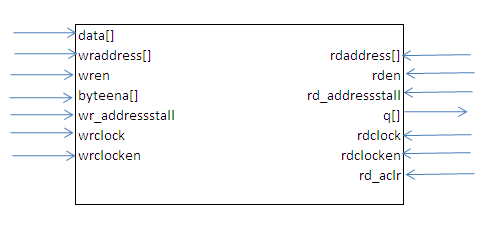 data[]
wraddress[]
wren
byteena[]
wr_addressstall
wrclock
wrclocken
rdaddress[]
rden
rd_addressstall
q[]
rdclock
rdclocken
rd_aclr